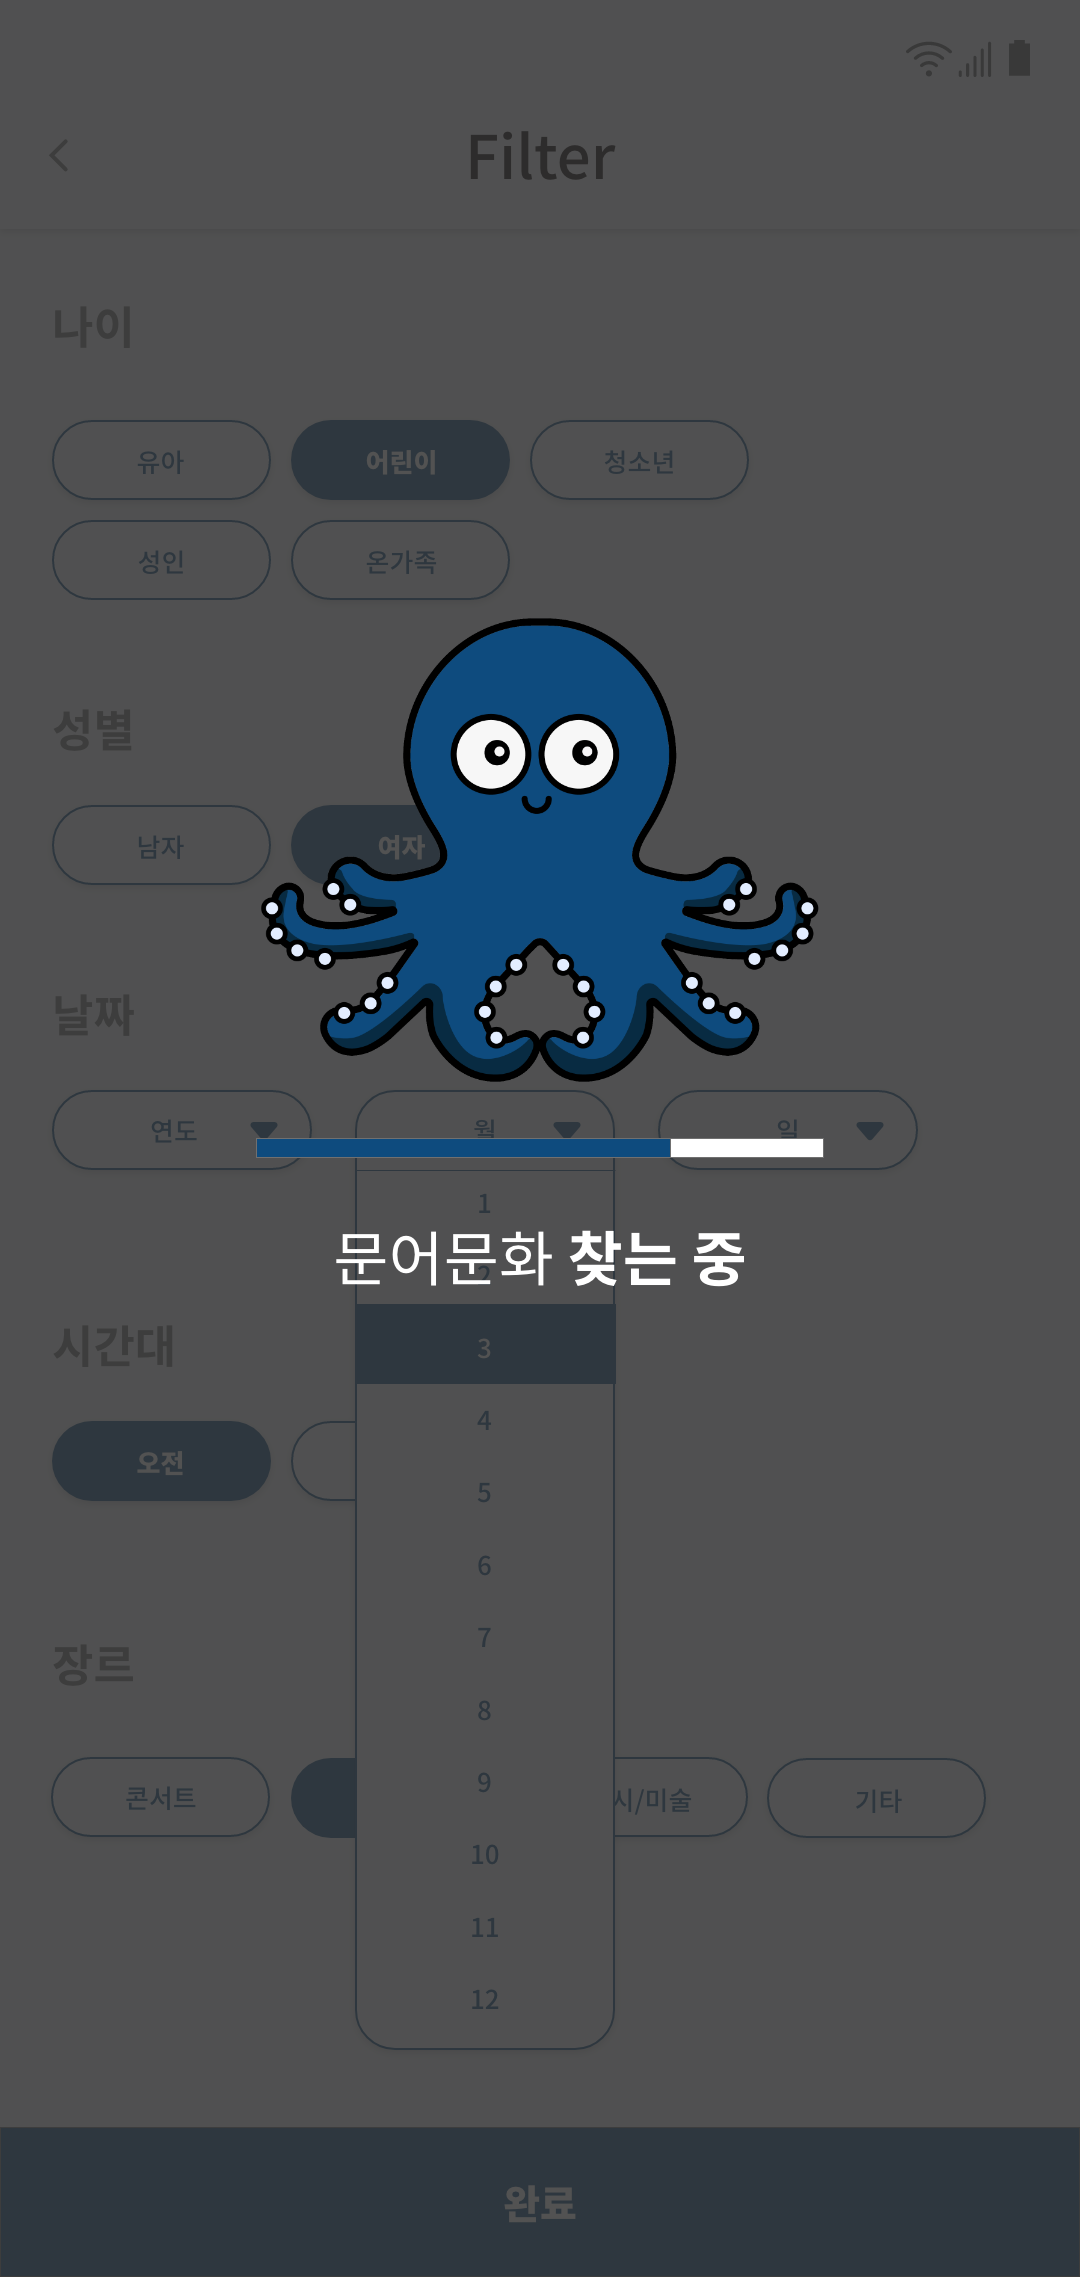 Filter
나이
유아 어린이 청소년
성인 온가족
성별
남자 여자
날짜
연도 월 일
1
2
문어문화 찾는 중
3
시간대
4
오전
5
6
7
장르
8
9
콘서트 시/미술 기타
10
11
12
완료